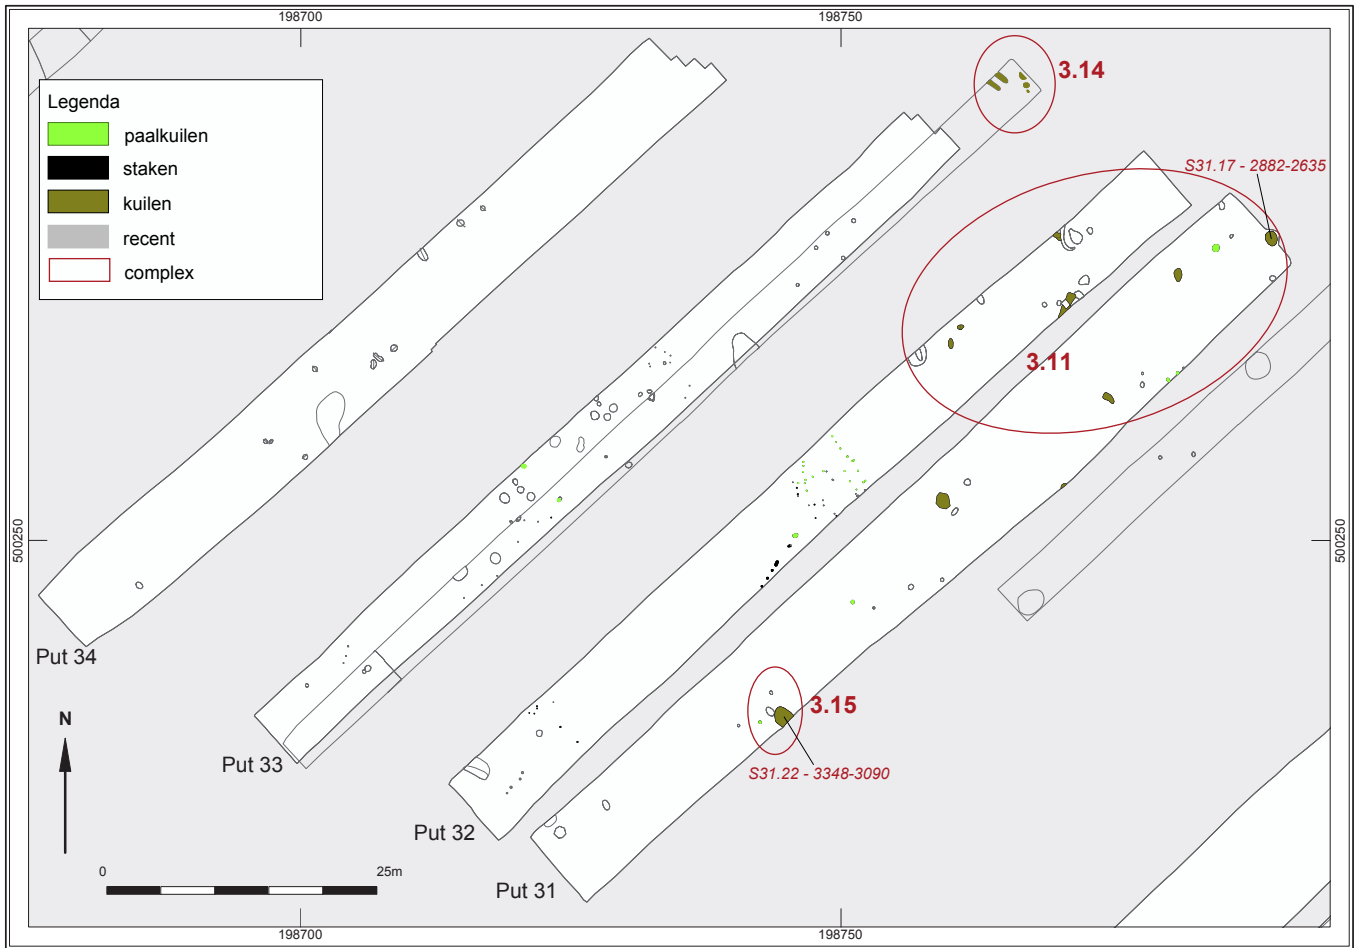 198700
198750
3.14
Legenda
paalkuilen
staken
kuilen
recent
complex
S31.17 - 2882-2635
3.11
500250
500250
Put 34
3.15
N
Put 33
S31.22 - 3348-3090
Put 32
0
25m
Put 31
198700
198750